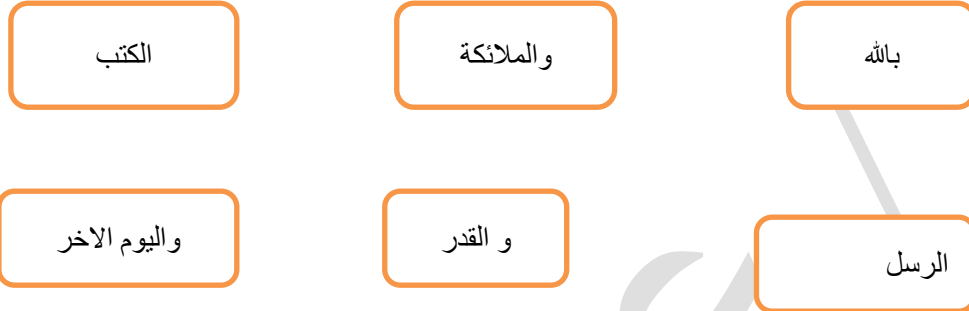 بالله
والملائكة
الكتب
الرسل
و القدر
واليوم الاخر